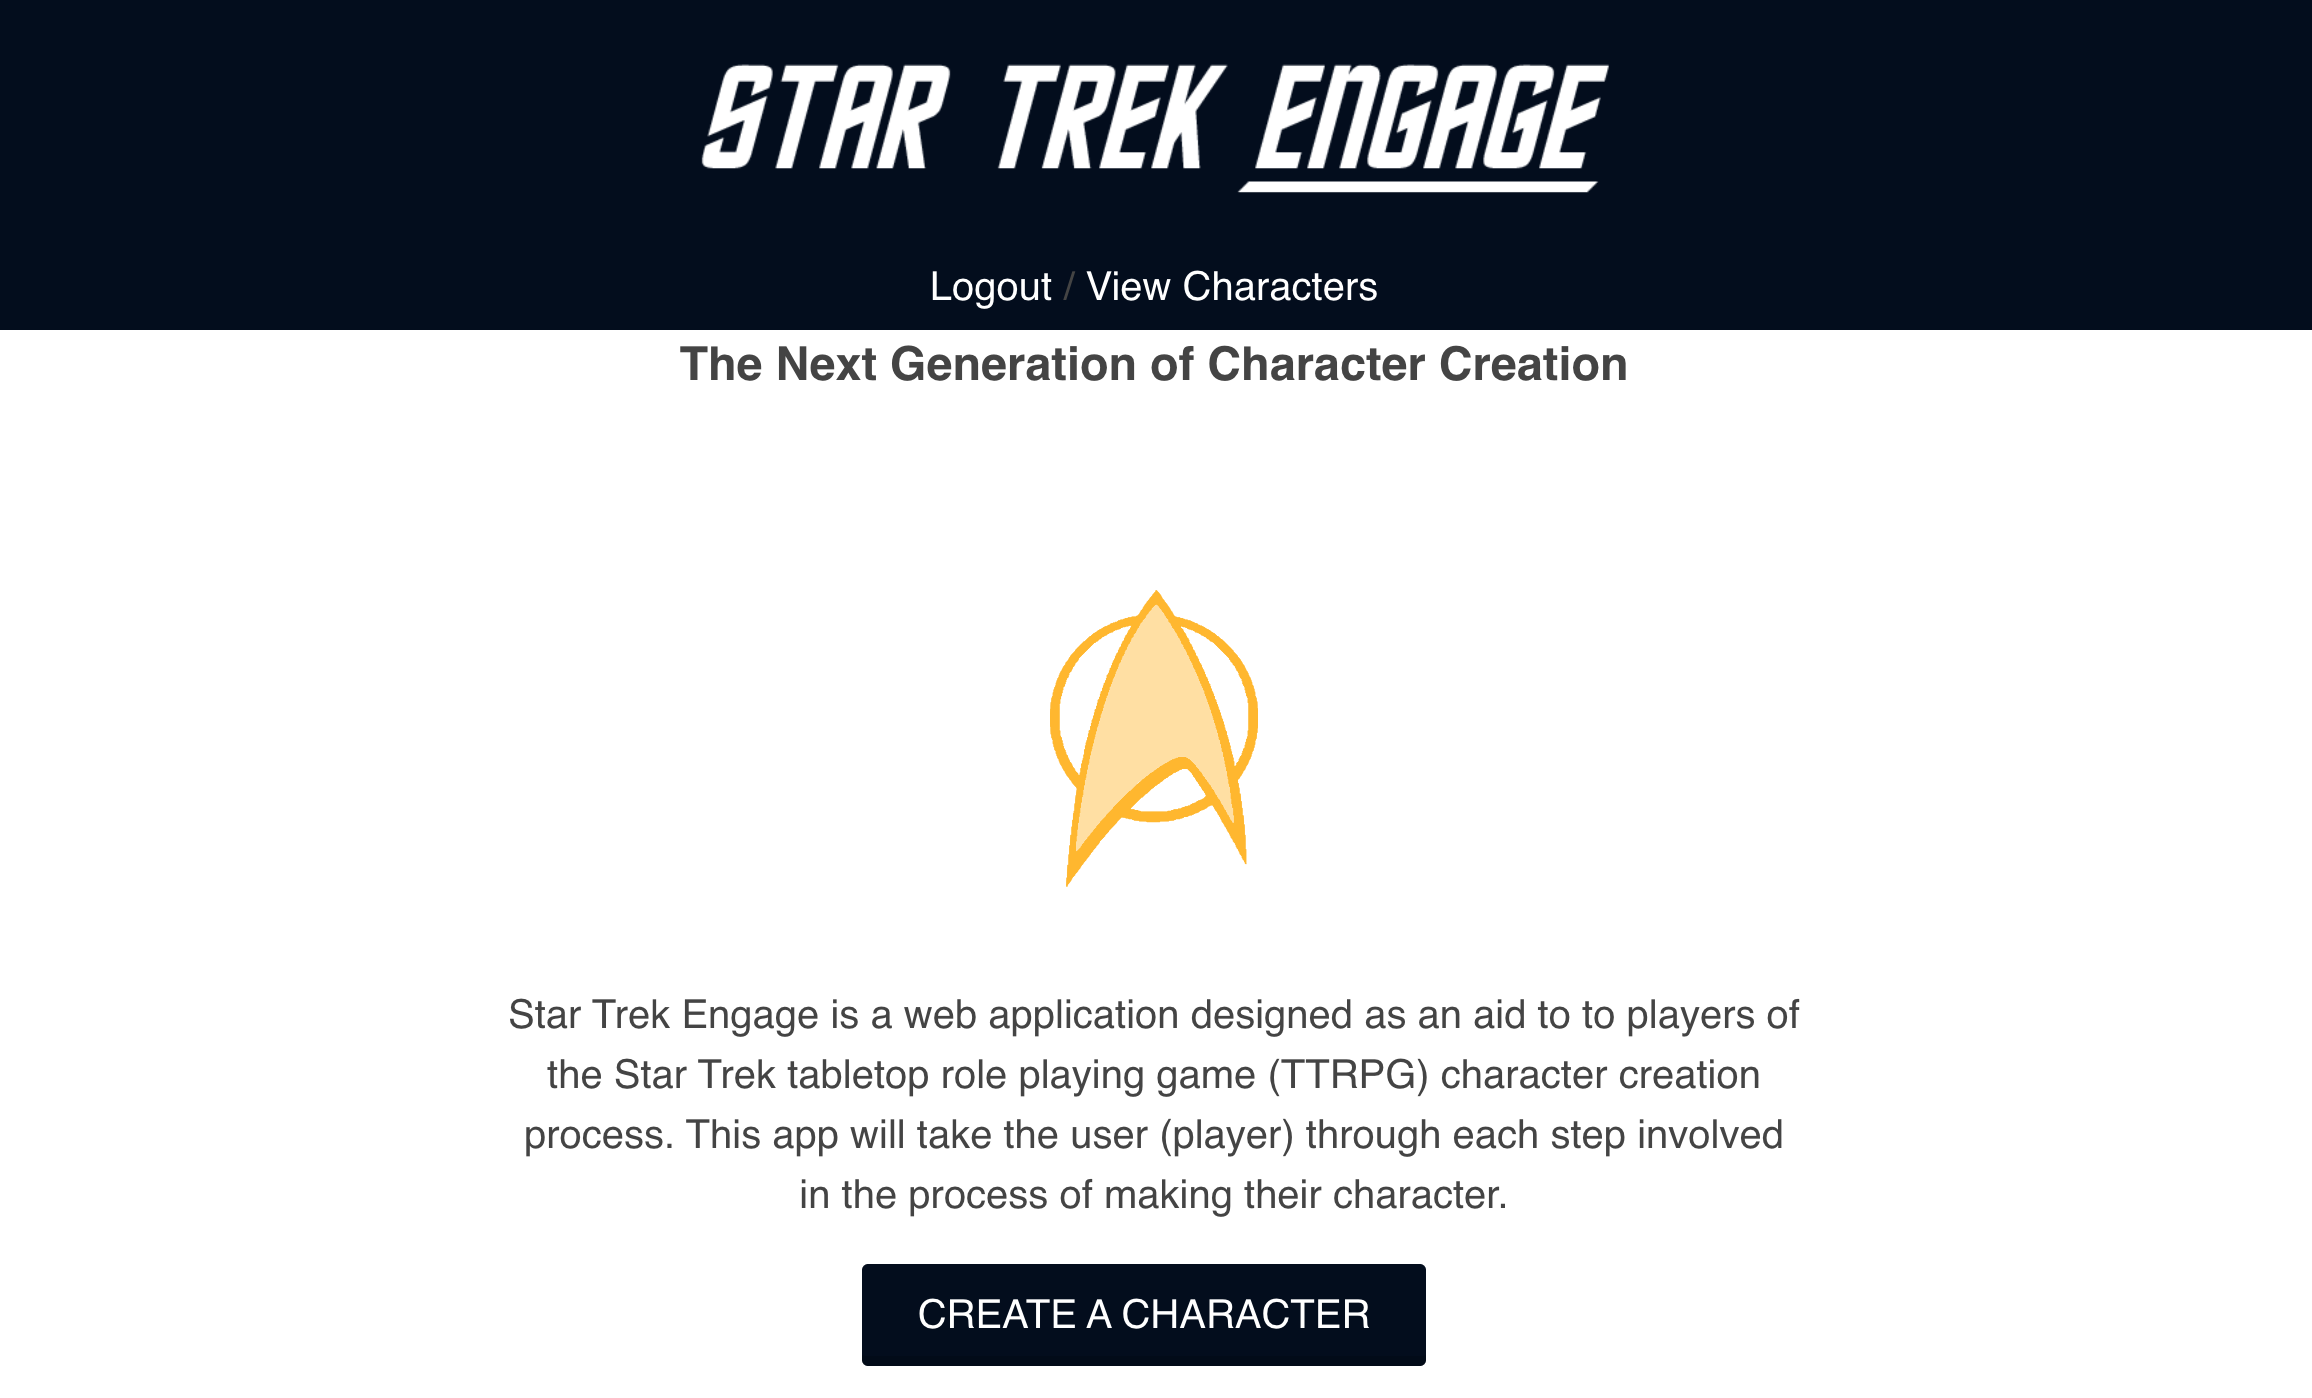 STAR TREK ENGAGE
Logout / View Characters
The Next Generation of Character Creation
Star Trek Engage is a web application designed as an aid to to players of
the Star Trek tabletop role playing game (TTRPG) character creation
process. This app will take the user (player) through each step involved
in the process of making their character.
CREATE A CHARACTER